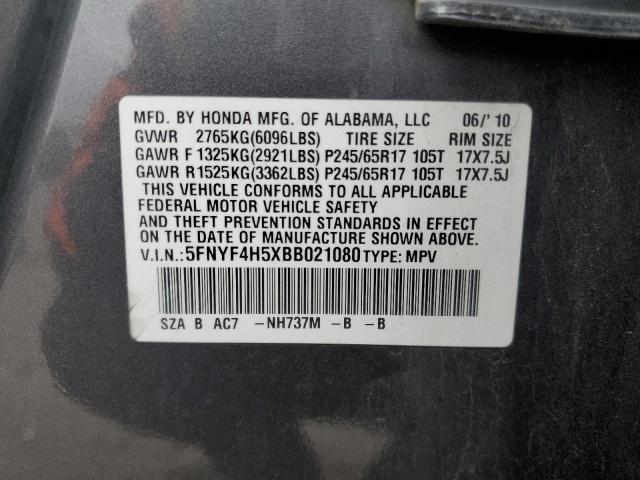 MFD. BY HONDA MFG. OF ALABAMA, LLC 06/' 10
GVWR 2765KG(6096LBS) TIRE SIZE RIM SIZE
GAWR F 1325KG(2921LBS) P245/65R17 105T 17X7.5J
GAWR R1525KG(3362LBS) P245/65R17 105T 17X7.5J
THIS VEHICLE CONFORMS TO ALL APPLICABLE
FEDERAL MOTOR VEHICLE SAFETY
AND THEFT PREVENTION STANDARDS IN EFFECT
ON THE DATE OF MANUFACTURE SHOWN ABOVE.
V.I.N.:5FNYF4H5XBB021080 TYPE: MPV
SZA B AC7 -NH737M -B -B